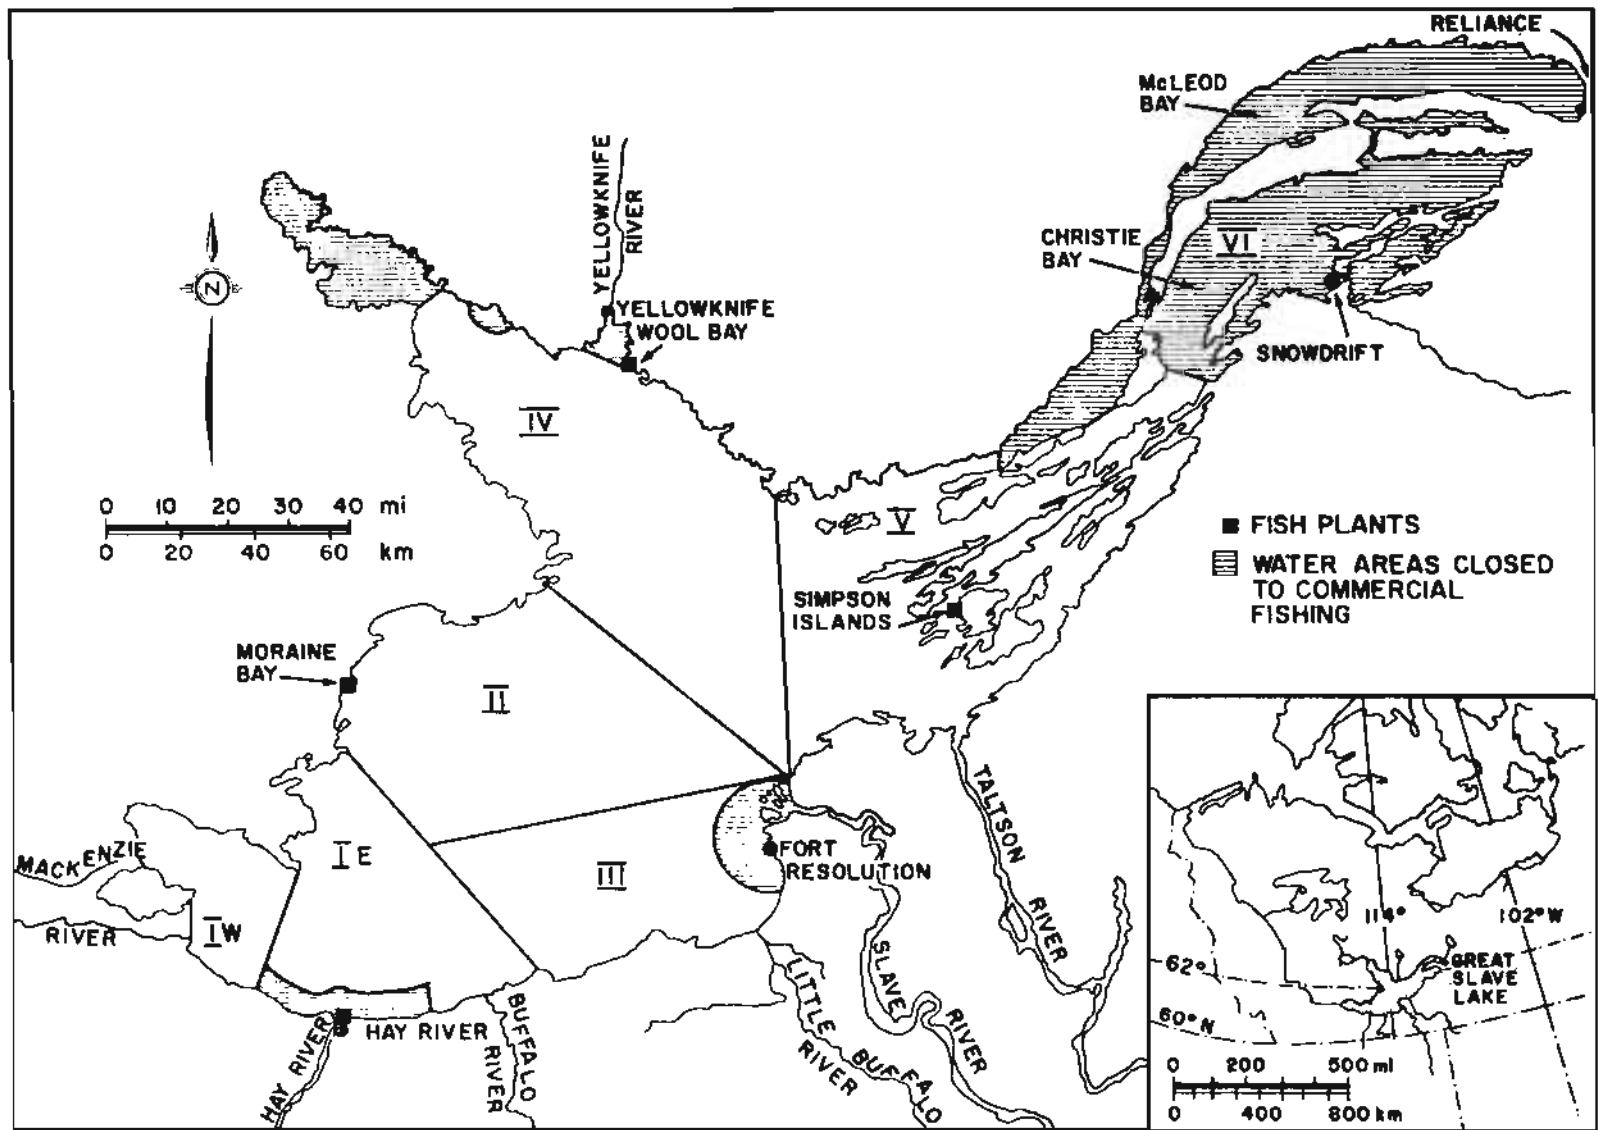 RELIANCE
McLEOD
BAY
YELLOWKNIFE
RIVER
CHRISTIE
BAY
VI
N
YELLOWKNIFE
WOOL BAY
SNOWDRIFT
IV
0 10 20 30 40 mi
0 20 40 60 km
V
FISH PLANTS
WATER AREAS CLOSED
TO COMMERCIAL
FISHING
SIMPSON
ISLANDS
MORAINE
BAY
II
TALTSON
RIVER
MACKENZIE
RIVER
I E
I W
III
FORT
RESOLUTION
SLAVE
RIVER
LITTLE BUFFALO
RIVER
HAY RIVER
HAY RIVER
BUFFALO
RIVER
114°
102° W
62°
GREAT
SLAVE
LAKE
60° N
0 200 500 mi
0 400 800 km